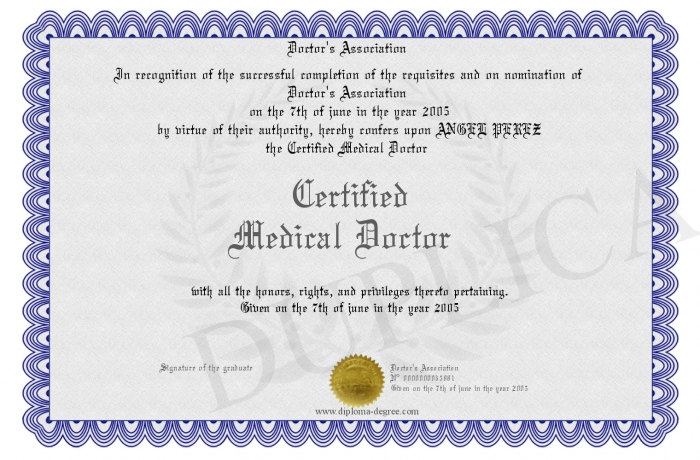 Doctor's Association
In recognition of the successful completion of the requisites and on nomination of
Doctor's Association
on the 7th of june in the year 2005
by virtue of their authority, hereby confers upon ANGEL PEREZ
the Certified Medical Doctor
Certified
Medical Doctor
with all the honors, rights, and privileges thereto pertaining.
Given on the 7th of june in the year 2005
DUPLICA
Signature of the graduate
Doctor's Association
Nº
Given on the 7th of june in the year 2005
www.diploma-degree.com